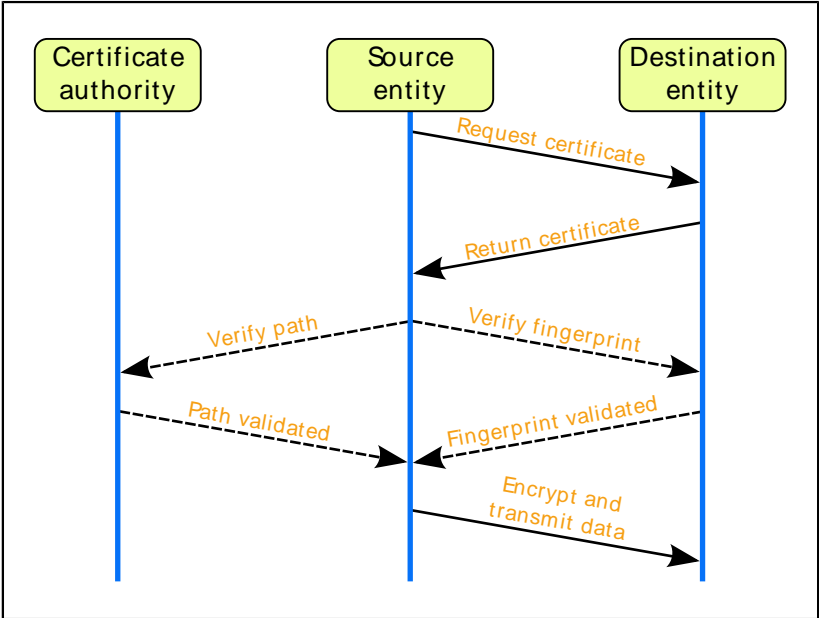 Certificate
authority
Source
entity
Destination
entity
Request certificate
Return certificate
Verify path
Verify fingerprint
Path validated
Fingerprint validated
Encrypt and
transmit data